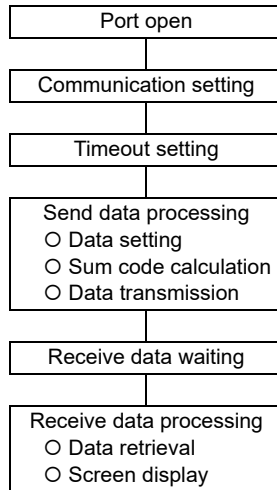 Port open
Communication setting
Timeout setting
Send data processing
○ Data setting
○ Sum code calculation
○ Data transmission
Receive data waiting
Receive data processing
○ Data retrieval
○ Screen display